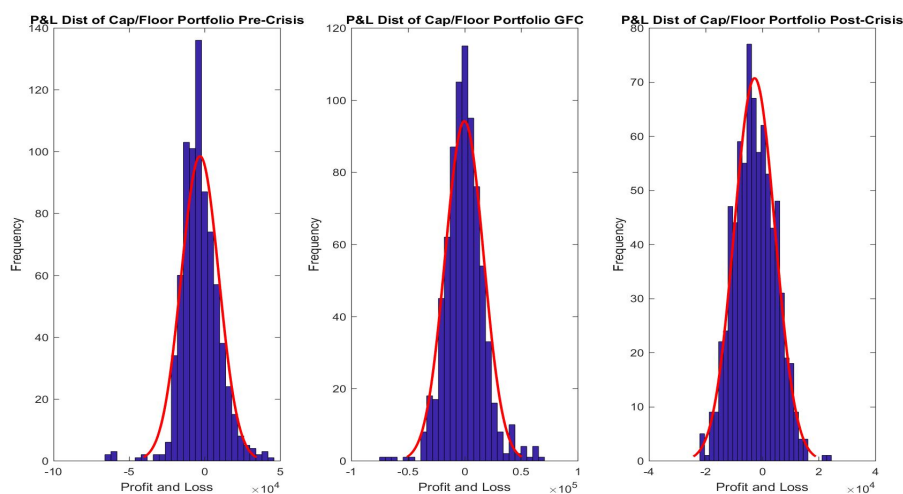 P&L Dist of Cap/Floor Portfolio Pre-Crisis
140
120
100
80
60
40
20
0
Frequency
-10 -5 0 5
Profit and Loss ×10⁴
P&L Dist of Cap/Floor Portfolio GFC
120
100
80
60
40
20
0
Frequency
-1 -0.5 0 0.5 1
Profit and Loss ×10⁵
P&L Dist of Cap/Floor Portfolio Post-Crisis
80
70
60
50
40
30
20
10
0
Frequency
-4 -2 0 2 4
Profit and Loss ×10⁴